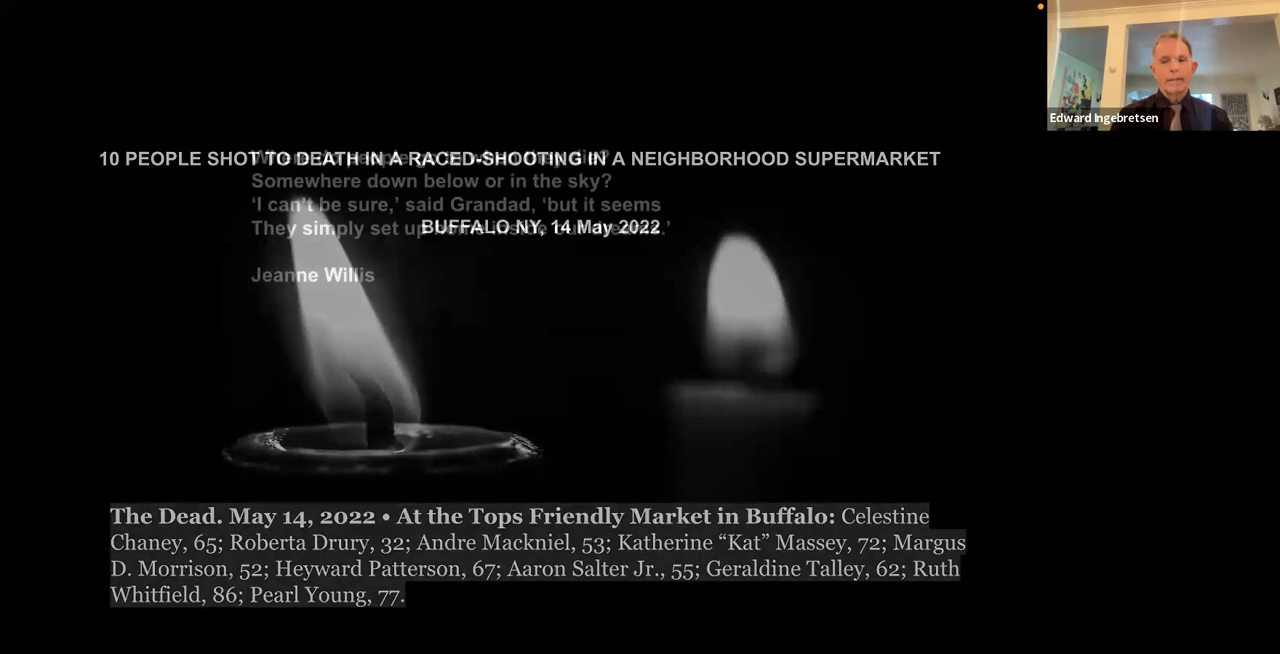 Edward Ingebretsen
10 PEOPLE SHOT TO DEATH IN A RACED-SHOOTING IN A NEIGHBORHOOD SUPERMARKET
Somewhere down below or in the sky?
‘I can't be sure,’ said Grandad, ‘but it seems
They simply set up
BUFFALO NY, 14 May 2022
Jeanne Willis
The Dead. May 14, 2022 • At the Tops Friendly Market in Buffalo: Celestine
Chaney, 65; Roberta Drury, 32; Andre Mackniel, 53; Katherine “Kat” Massey, 72; Margus
D. Morrison, 52; Heyward Patterson, 67; Aaron Salter Jr., 55; Geraldine Talley, 62; Ruth
Whitfield, 86; Pearl Young, 77.